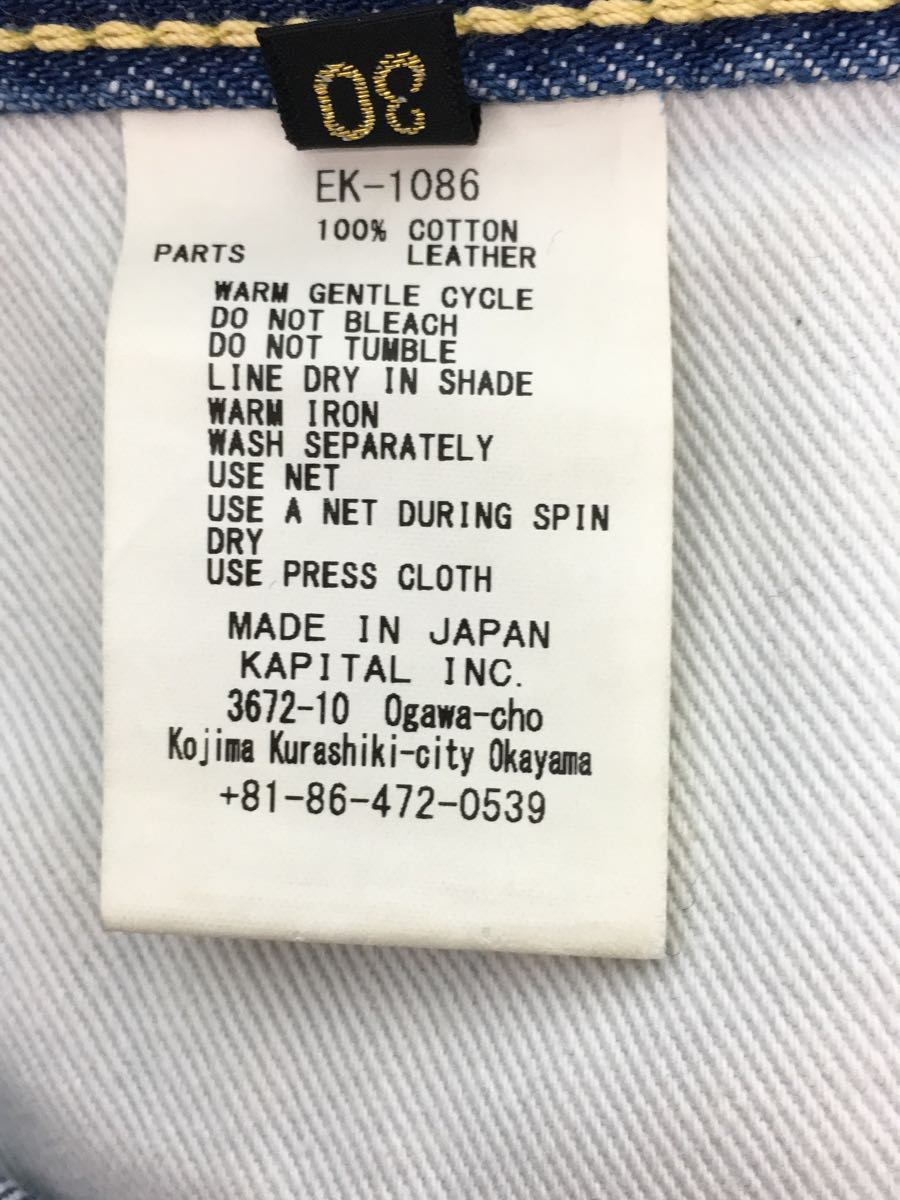 30
EK-1086
100% COTTON
PARTS LEATHER
WARM GENTLE CYCLE
DO NOT BLEACH
DO NOT TUMBLE
LINE DRY IN SHADE
WARM IRON
WASH SEPARATELY
USE NET
USE A NET DURING SPIN
DRY
USE PRESS CLOTH
MADE IN JAPAN
KAPITAL INC.
3672-10 Ogawa-cho
Kojima Kurashiki-city Okayama
+81-86-472-0539